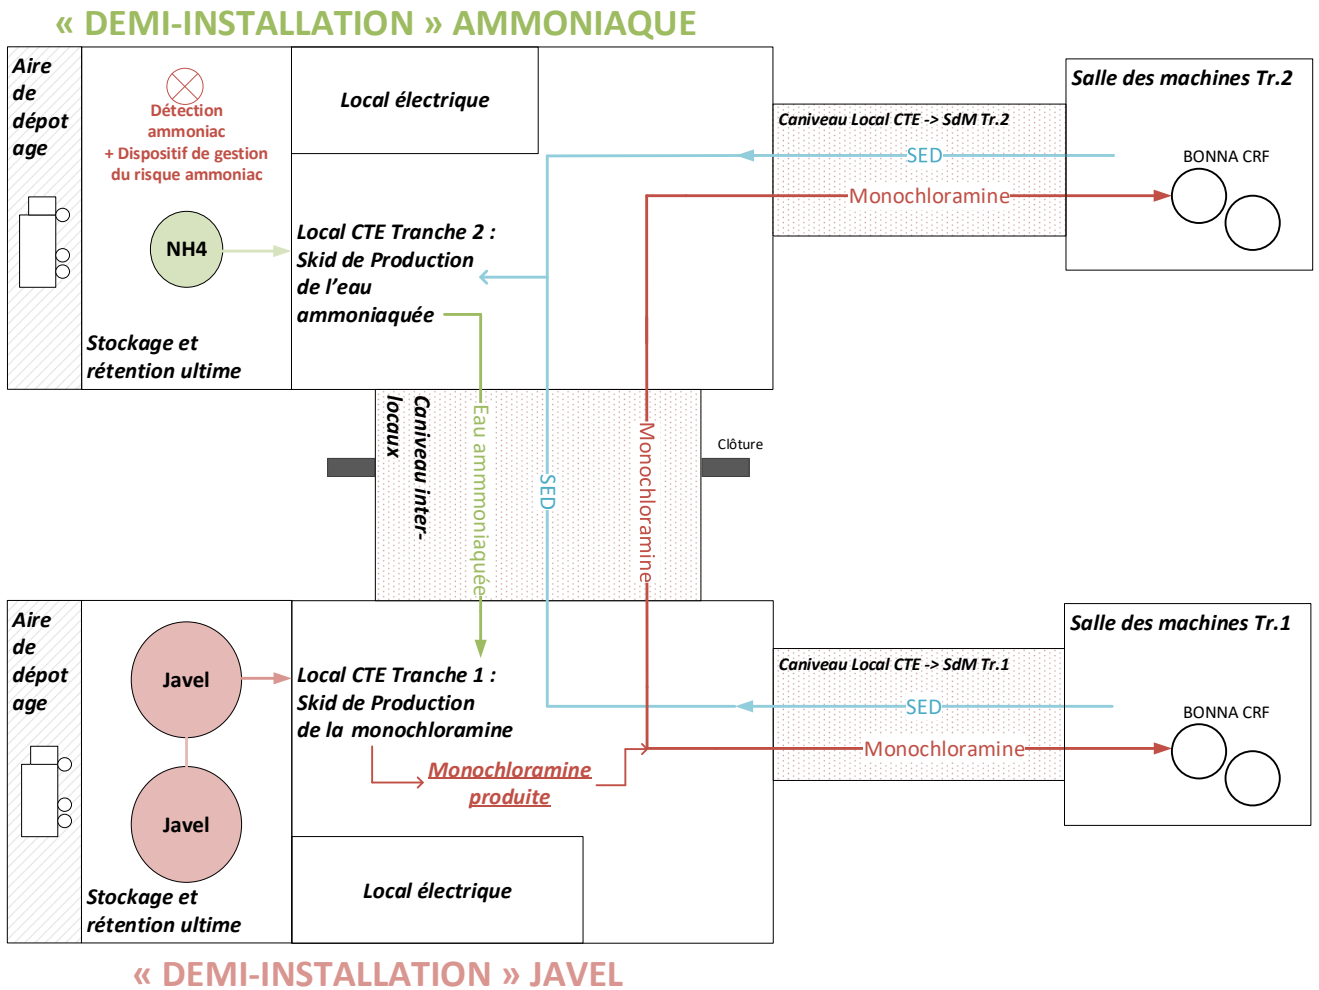 « DEMI-INSTALLATION » AMMONIAQUE
Aire
de
dépot
age
Détection
ammoniac
+ Dispositif de gestion
du risque ammoniac
NH4
Stockage et
rétention ultime
Local électrique
Local CTE Tranche 2 :
Skid de Production
de l’eau
ammoniaquée
Caniveau Local CTE -> SdM Tr.2
SED
Monochloramine
Salle des machines Tr.2
BONNA CRF
Caniveau inter-
locaux
Eau ammmoniaquée
SED
Monochloramine
Clôture
Aire
de
dépot
age
Javel
Javel
Stockage et
rétention ultime
Local CTE Tranche 1 :
Skid de Production
de la monochloramine
Monochloramine
produite
Local électrique
Caniveau Local CTE -> SdM Tr.1
SED
Monochloramine
Salle des machines Tr.1
BONNA CRF
« DEMI-INSTALLATION » JAVEL